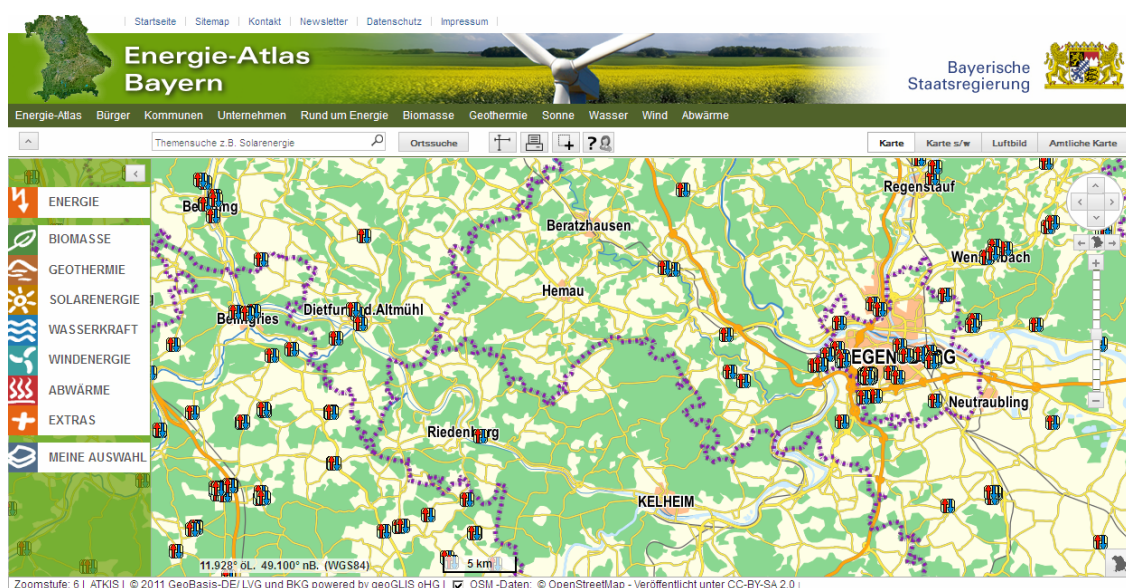 Startseite | Sitemap | Kontakt | Newsletter | Datenschutz | Impressum
Energie-Atlas
Bayern
Bayerische
Staatsregierung
Energie-Atlas Bürger Kommunen Unternehmen Rund um Energie Biomasse Geothermie Sonne Wasser Wind Abwärme
Themensuche z.B. Solarenergie Ortssuche Karte Karte s/w Luftbild Amtliche Karte
ENERGIE
BIOMASSE
GEOTHERMIE
SOLARENERGIE
WASSERKRAFT
WINDENERGIE
ABWÄRME
EXTRAS
MEINE AUSWAHL
Regenstauf
Beratzhausen
Hemau
Neutraubling
KELHEIM
11.928° öL. 49.100° nB. (WGS84)
5 km
Zoomstufe: 6 | ATKIS | © 2011 GeoBasis-DE/ LVG und BKG powered by geoGLIS oHG | OSM -Daten: © OpenStreetMap - Veröffentlicht unter CC-BY-SA 2.0 |